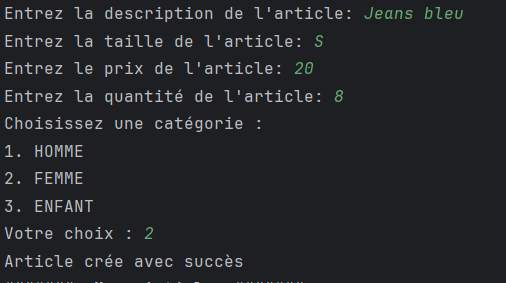 Entrez la description de l'article: Jeans bleu
Entrez la taille de l'article: S
Entrez le prix de l'article: 20
Entrez la quantité de l'article: 8
Choisissez une catégorie :
1. HOMME
2. FEMME
3. ENFANT
Votre choix : 2
Article crée avec succès